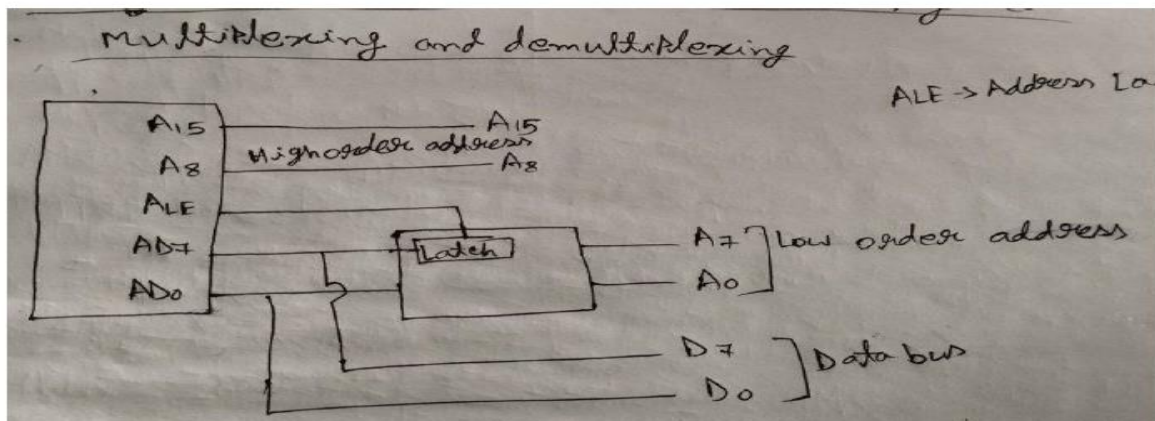 Multiplexing and demultiplexing
ALE → Address
A15 A15
High order address
A8 A8
ALE
AD7 Latch A7 Low order address
AD0 A0
D7 Data bus
D0